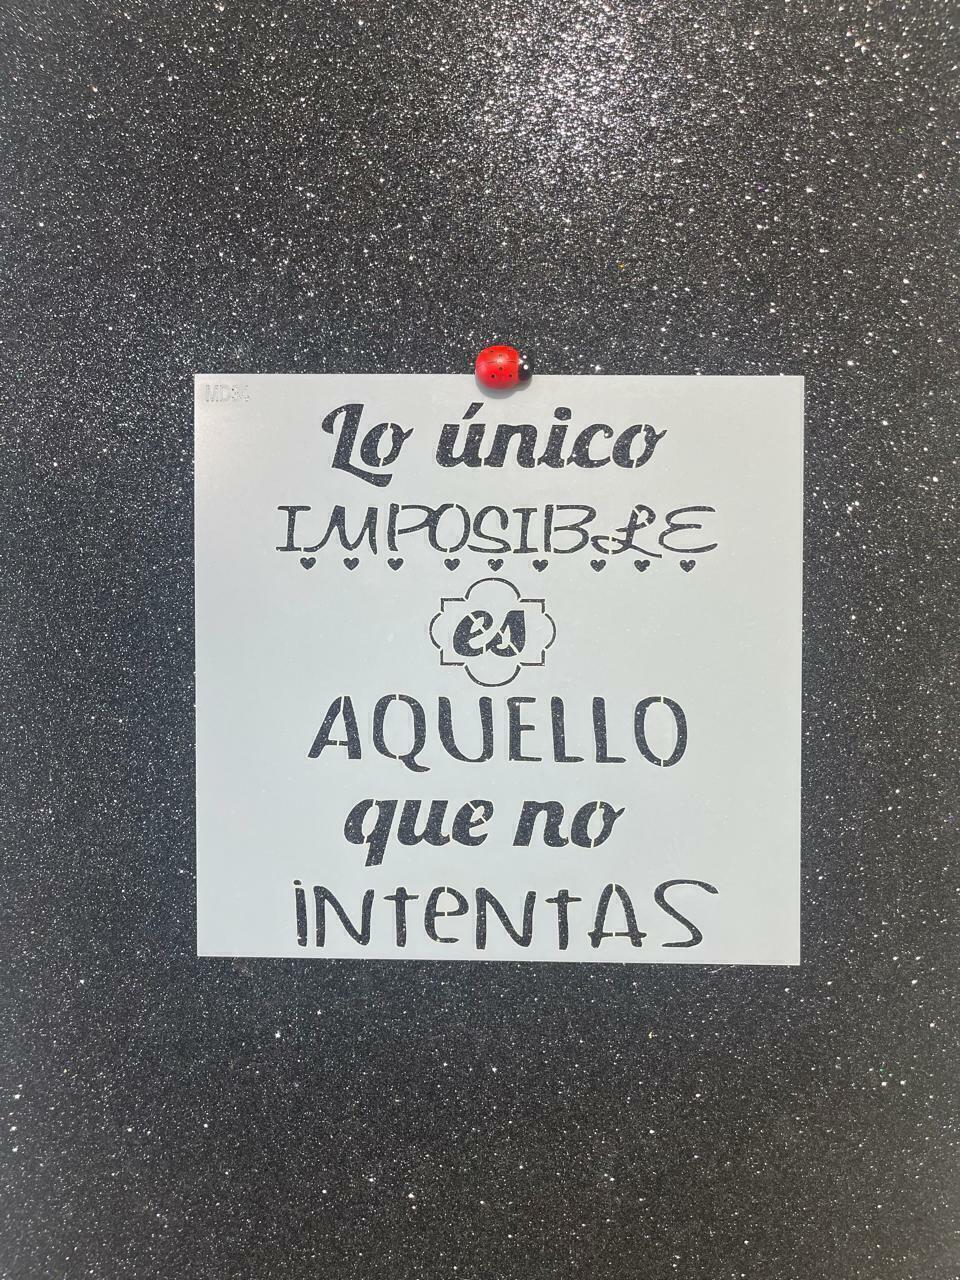 Lo único
IMPOSIBLE
es
AQUELLO
que no
iNteNtAS